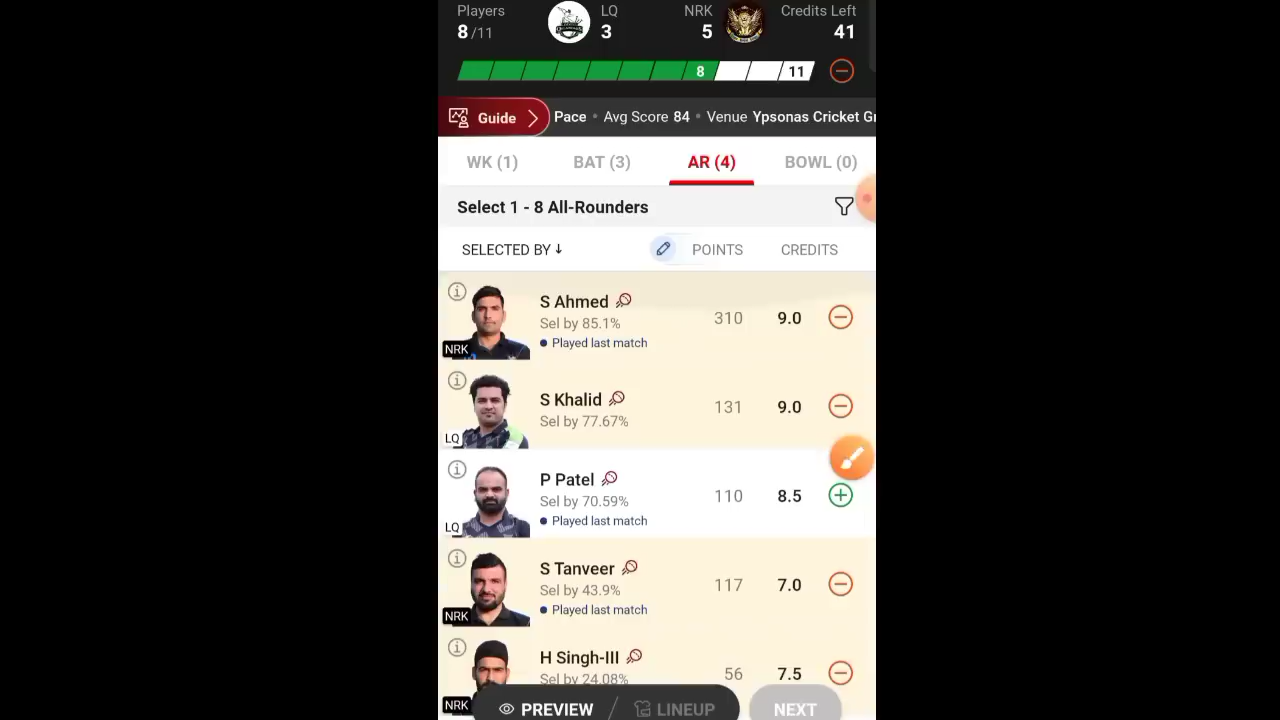 Players LQ NRK Credits Left
8 /11 3 5 41
8 11
Guide Pace • Avg Score 84 • Venue Ypsonas Cricket Gr
WK (1) BAT (3) AR (4) BOWL (0)
Select 1 - 8 All-Rounders
SELECTED BY ↓ POINTS CREDITS
S Ahmed
Sel by 85.1% 310 9.0
Played last match
NRK
S Khalid
Sel by 77.67% 131 9.0
LQ
P Patel
Sel by 70.59% 110 8.5
Played last match
LQ
S Tanveer
Sel by 43.9% 117 7.0
Played last match
NRK
H Singh-III
Sel by 24.08% 56 7.5
NRK
PREVIEW / LINEUP NEXT